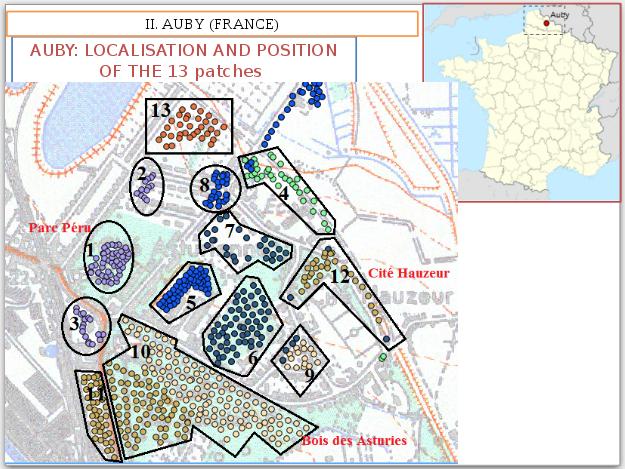 II. AUBY (FRANCE)
AUBY: LOCALISATION AND POSITION
OF THE 13 patches
Auby
13
2
8
4
Parc Péru
7
1
12
Cité Hauzeur
Hauzeur
5
3
10
6
9
11
Bois des Asturies